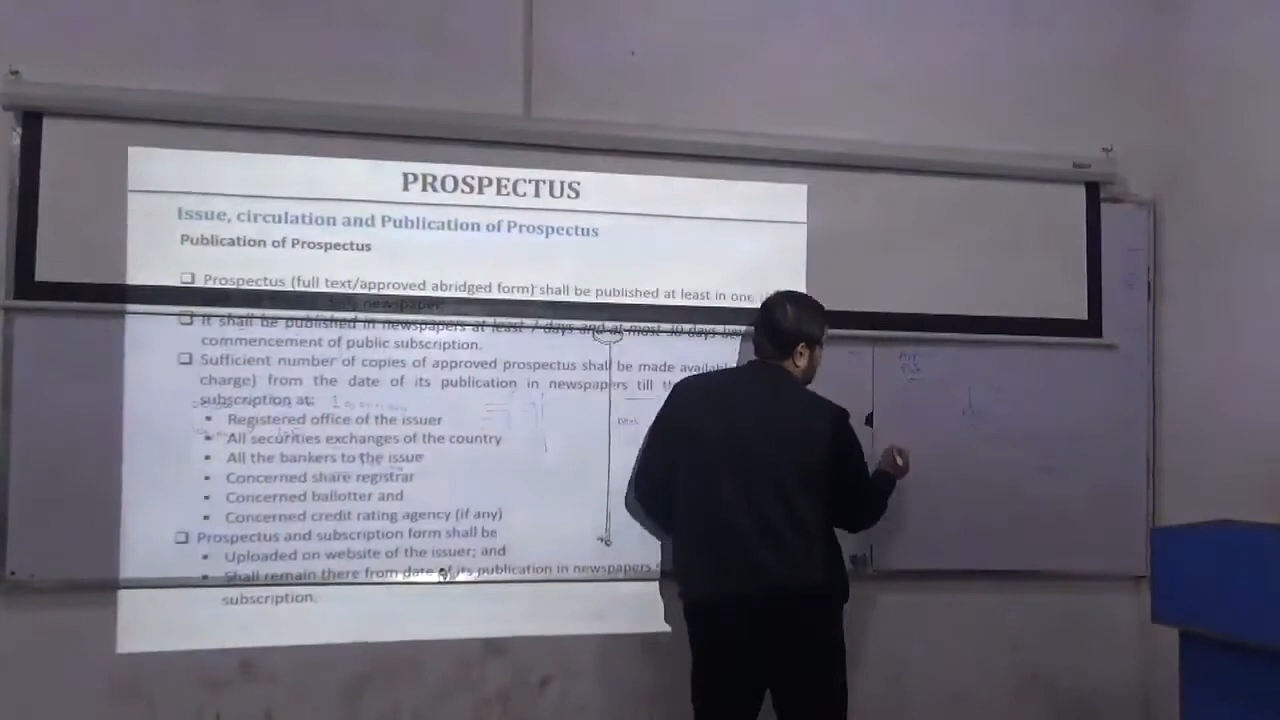 PROSPECTUS
Issue, circulation and Publication of Prospectus
Publication of Prospectus
❑ Prospectus (full text/approved abridged form) shall be published at least in one
newspaper
❑ It shall be published in newspapers at least 7 days and at most 30 days
commencement of public subscription.
❑ Sufficient number of copies of approved prospectus shall be made
charge) from the date of its publication in newspapers till
subscription at:
▪ Registered office of the issuer
▪ All securities exchanges of the country
▪ All the bankers to the issue
▪ Concerned share registrar
▪ Concerned ballotter and
▪ Concerned credit rating agency (if any)
❑ Prospectus and subscription form shall be
▪ Uploaded on website of the issuer; and
▪ Shall remain there from date of its publication in newspapers
subscription.